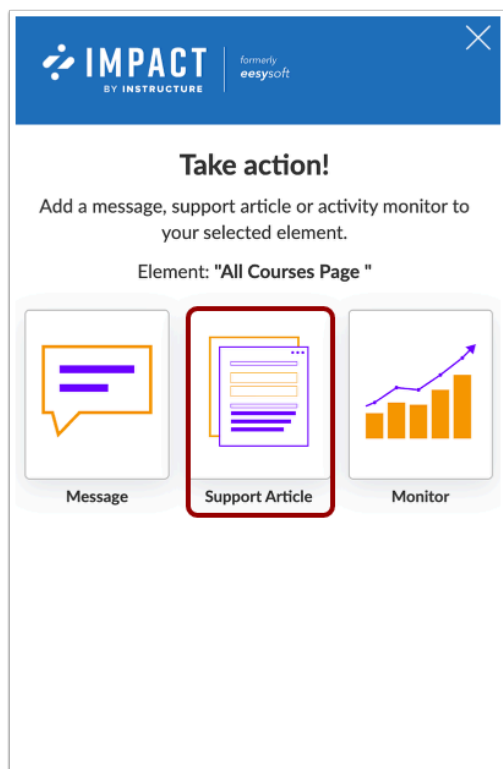 IMPACT
BY INSTRUCTURE
formerly
eesysoft
Take action!
Add a message, support article or activity monitor to
your selected element.
Element: "All Courses Page "
Message
Support Article
Monitor